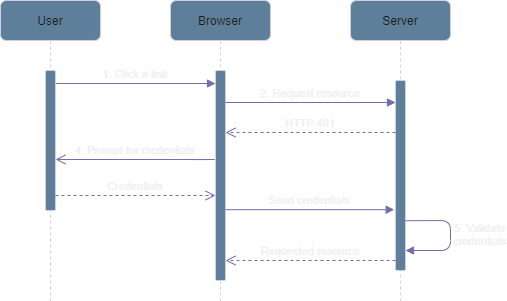 User
Browser
Server
1. Click a link
2. Request resource
HTTP 401
4. Prompt for credentials
Credentials
Send credentials
5. Validate
credentials
Requested resource